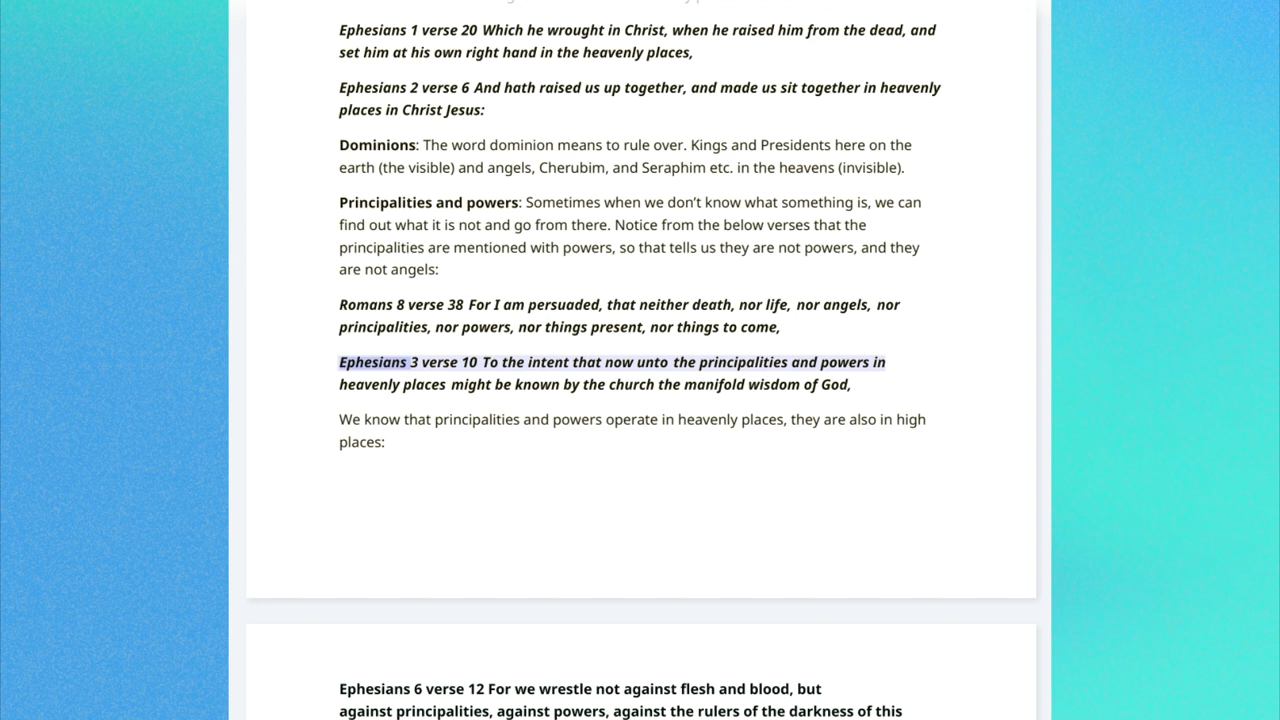 Ephesians 1 verse 20 Which he wrought in Christ, when he raised him from the dead, and
set him at his own right hand in the heavenly places,
Ephesians 2 verse 6 And hath raised us up together, and made us sit together in heavenly
places in Christ Jesus:
Dominions: The word dominion means to rule over. Kings and Presidents here on the
earth (the visible) and angels, Cherubim, and Seraphim etc. in the heavens (invisible).
Principalities and powers: Sometimes when we don’t know what something is, we can
find out what it is not and go from there. Notice from the below verses that the
principalities are mentioned with powers, so that tells us they are not powers, and they
are not angels:
Romans 8 verse 38 For I am persuaded, that neither death, nor life, nor angels, nor
principalities, nor powers, nor things present, nor things to come,
Ephesians 3 verse 10 To the intent that now unto the principalities and powers in
heavenly places might be known by the church the manifold wisdom of God,
We know that principalities and powers operate in heavenly places, they are also in high
places:
Ephesians 6 verse 12 For we wrestle not against flesh and blood, but
against principalities, against powers, against the rulers of the darkness of this